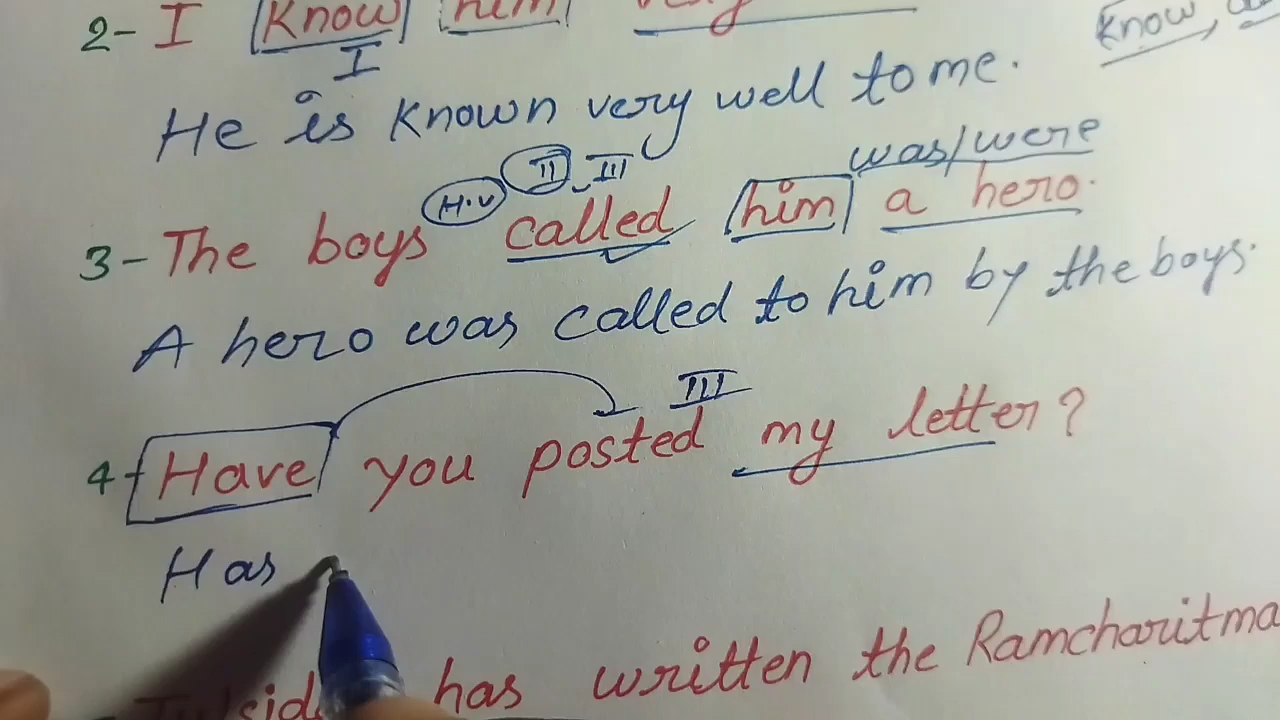 2- I know him very
know,
I
He is known very well to me.
II III was/were
H.V
3- The boys called him a hero.
A hero was called to him by the boys.
III
4- Have you posted my letter?
Has
has written the Ramcharitma